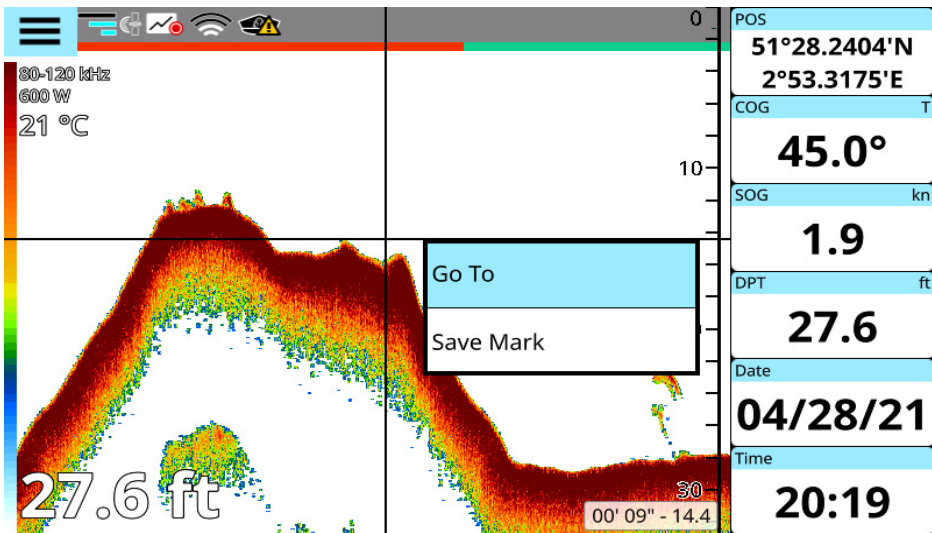 0
80-120 kHz
600 W
21 °C
10
Go To
Save Mark
27.6 ft
30
00' 09" - 14.4
POS
51°28.2404'N
2°53.3175'E
COG T
45.0°
SOG kn
1.9
DPT ft
27.6
Date
04/28/21
Time
20:19